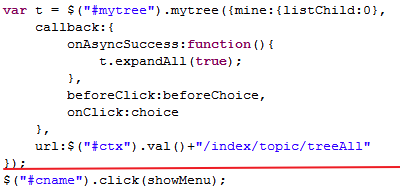 var t = $("#mytree").mytree({mine:{listChild:0},
callback:{
onAsyncSuccess:function(){
t.expandAll(true);
},
beforeClick:beforeChoice,
onClick:choice
},
url:$("#ctx").val()+"/index/topic/treeAll"
});
$("#cname").click(showMenu);